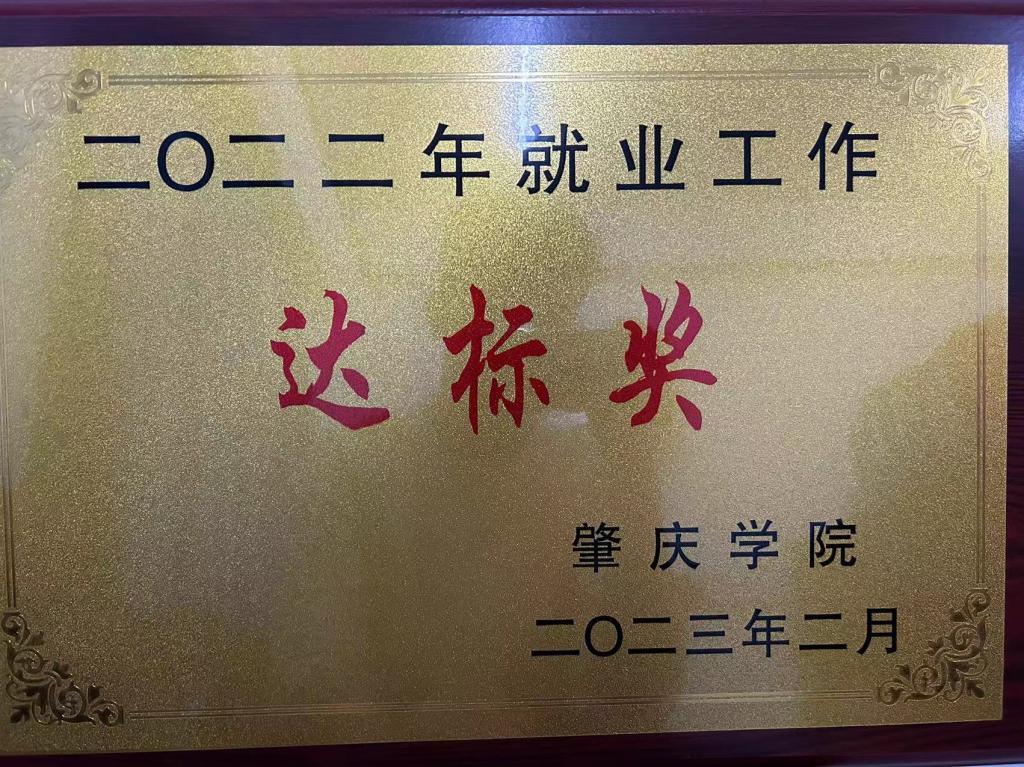 二〇二二年就业工作
达标奖
肇庆学院
二〇二三年二月